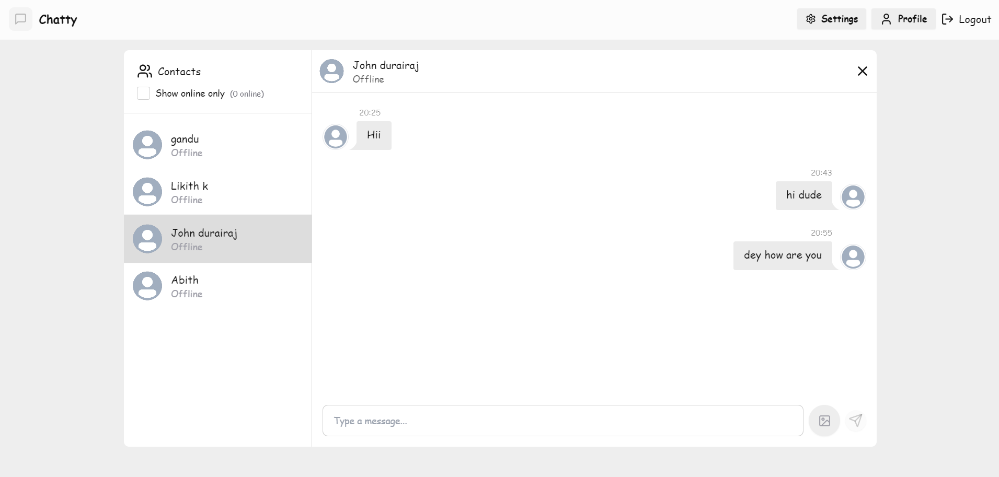 Chatty
Settings
Profile
Logout
Contacts
Show online only (0 online)
gandu
Offline
Likith k
Offline
John durairaj
Offline
Abith
Offline
John durairaj
Offline
20:25
Hii
20:43
hi dude
20:55
dey how are you
Type a message...